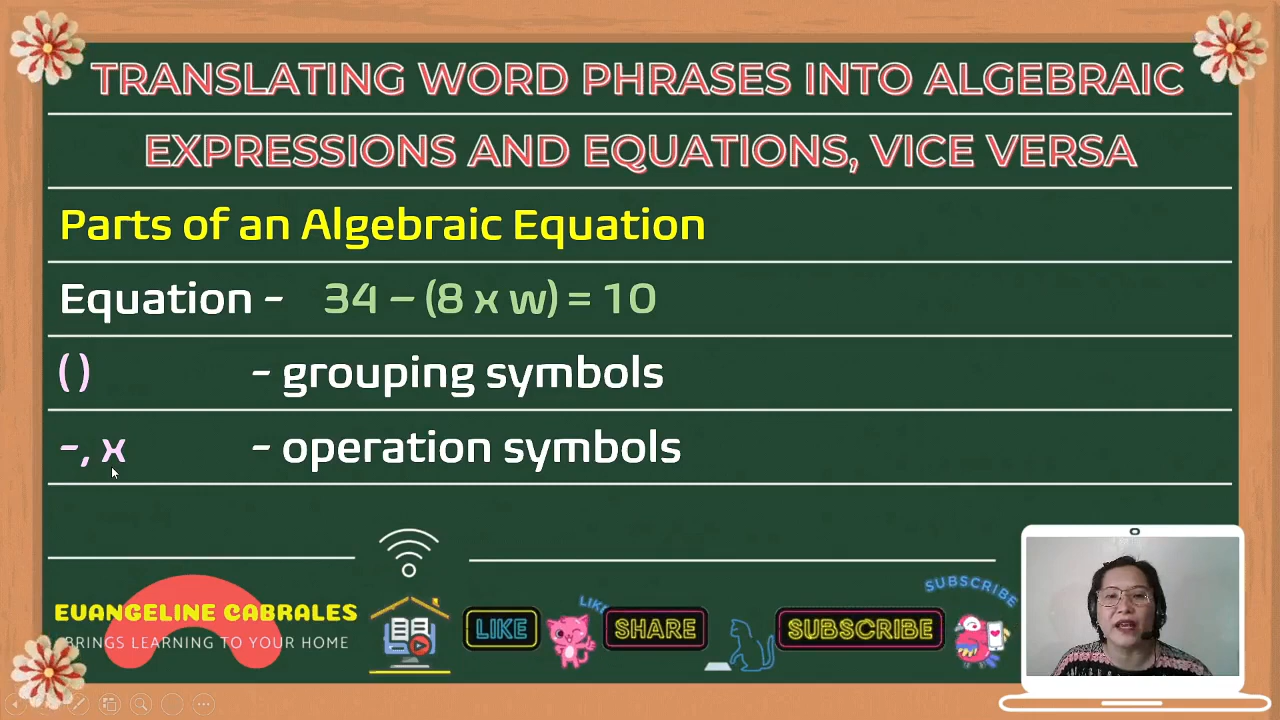 TRANSLATING WORD PHRASES INTO ALGEBRAIC
EXPRESSIONS AND EQUATIONS, VICE VERSA
Parts of an Algebraic Equation
Equation - 34 – (8 x w) = 10
( ) - grouping symbols
-, x - operation symbols
EVANGELINE CABRALES
BRINGS LEARNING TO YOUR HOME
LIKE
LIKE
SHARE
SUBSCRIBE
SUBSCRIBE